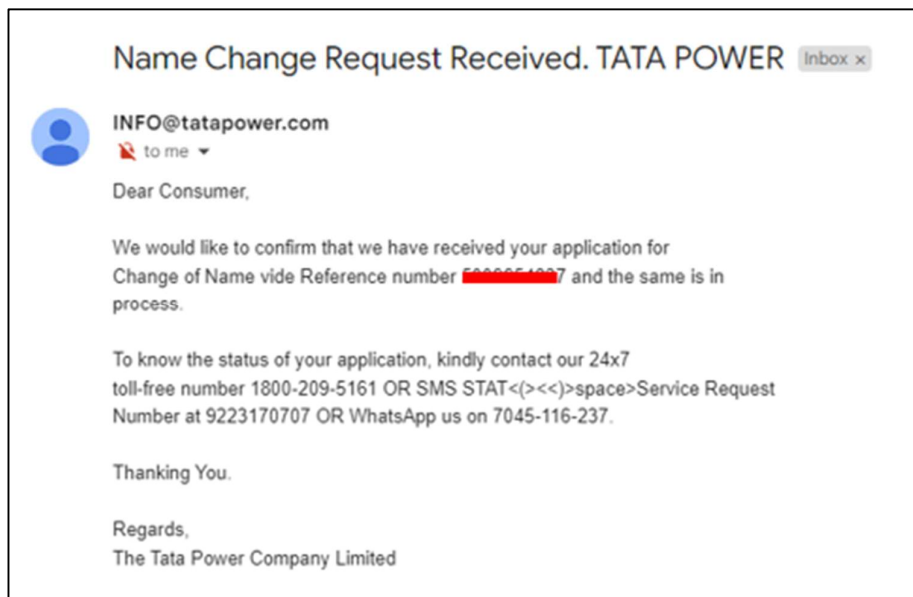 Name Change Request Received. TATA POWER Inbox x
INFO@tatapower.com
to me
Dear Consumer,
We would like to confirm that we have received your application for
Change of Name vide Reference number 7 and the same is in
process.
To know the status of your application, kindly contact our 24x7
toll-free number 1800-209-5161 OR SMS STAT<(><<)>space>Service Request
Number at 9223170707 OR WhatsApp us on 7045-116-237.
Thanking You.
Regards,
The Tata Power Company Limited